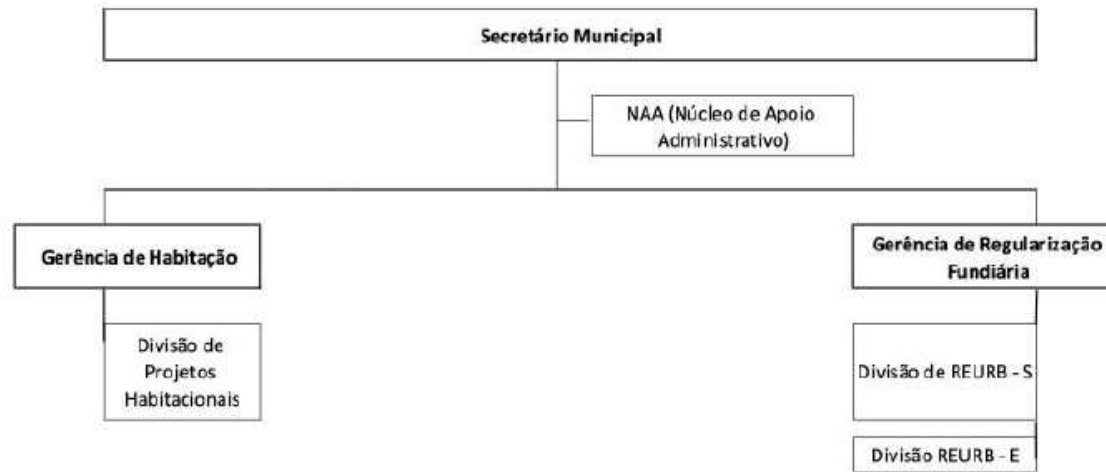 Secretário Municipal
NAA (Núcleo de Apoio
Administrativo)
Gerência de Habitação
Gerência de Regularização
Fundiária
Divisão de
Projetos
Habitacionais
Divisão de REURB - S
Divisão REURB - E